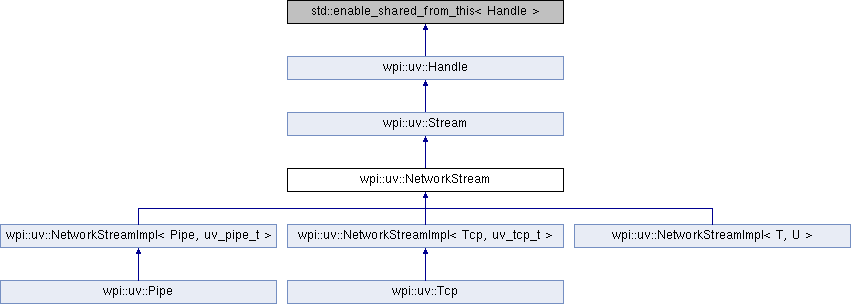 std::enable_shared_from_this< Handle >
wpi::uv::Handle
wpi::uv::Stream
wpi::uv::NetworkStream
wpi::uv::NetworkStreamImpl< Pipe, uv_pipe_t >
wpi::uv::NetworkStreamImpl< Tcp, uv_tcp_t >
wpi::uv::NetworkStreamImpl< T, U >
wpi::uv::Pipe
wpi::uv::Tcp